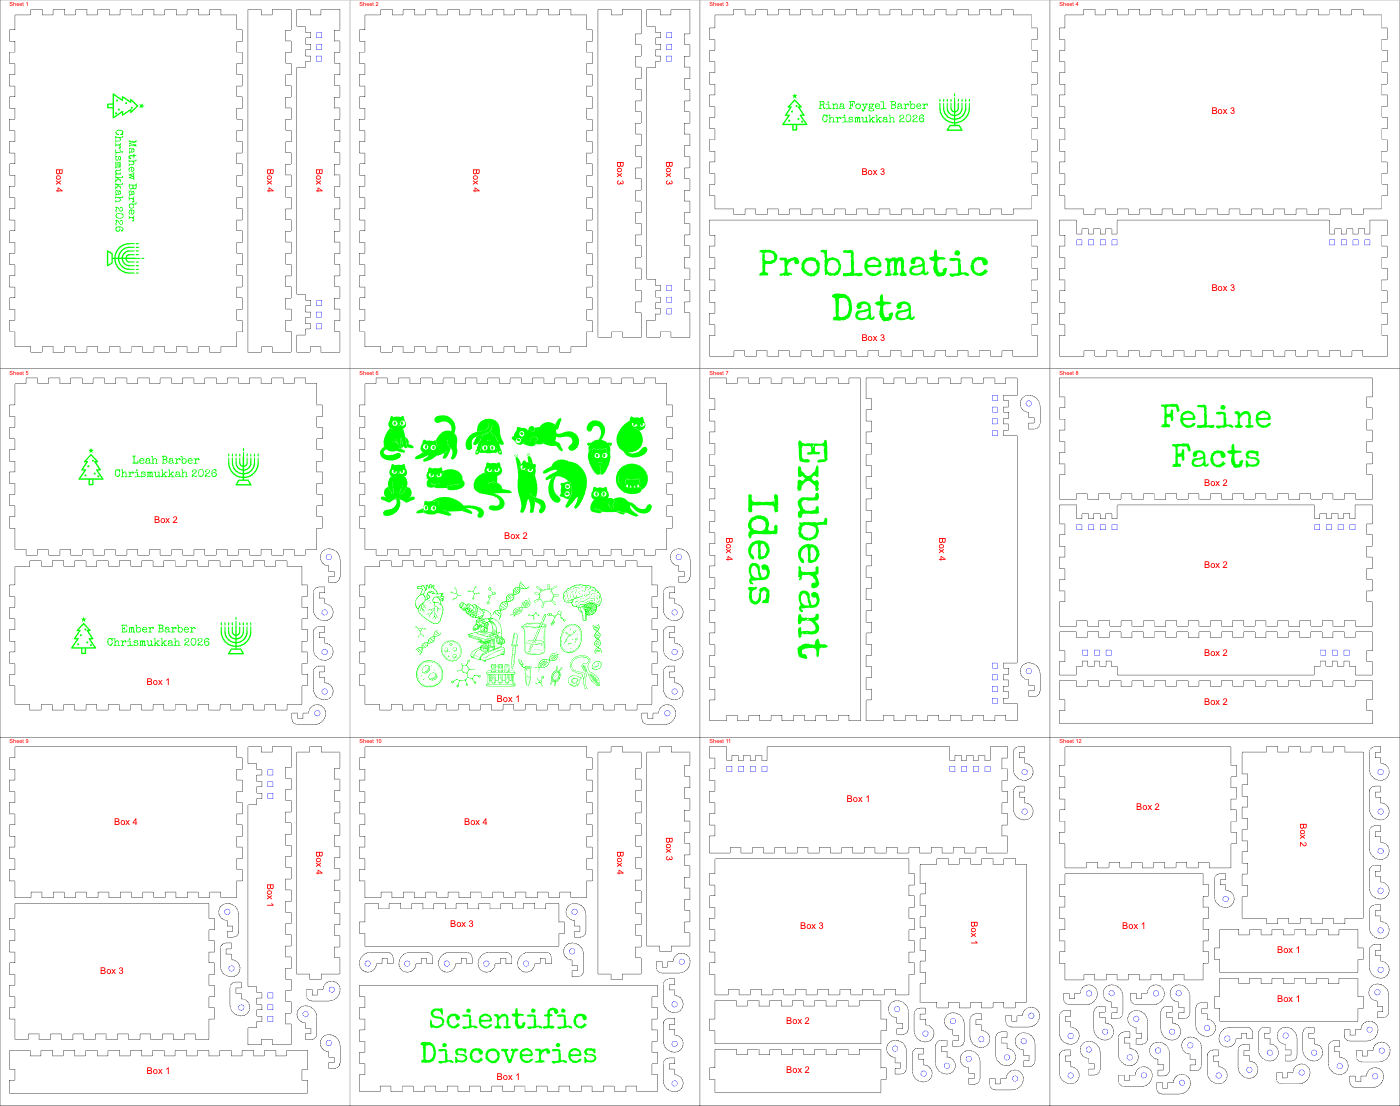 Sheet 1
Box 4
Mathew Barber
Chrismukkah 2026
Box 4
Box 4
Sheet 2
Box 4
Box 3
Box 3
Sheet 3
Rina Foygel Barber
Chrismukkah 2026
Box 3
Problematic
Data
Box 3
Sheet 4
Box 3
Box 3
Sheet 5
Leah Barber
Chrismukkah 2026
Box 2
Ember Barber
Chrismukkah 2026
Box 1
Sheet 6
Box 2
Box 1
Sheet 7
Box 4
Exuberant
Ideas
Box 4
Sheet 8
Feline
Facts
Box 2
Box 2
Box 2
Box 2
Sheet 9
Box 4
Box 1
Box 4
Box 3
Box 1
Sheet 10
Box 4
Box 4
Box 3
Box 3
Scientific
Discoveries
Box 1
Sheet 11
Box 1
Box 3
Box 1
Box 2
Box 2
Sheet 12
Box 2
Box 2
Box 1
Box 1
Box 1